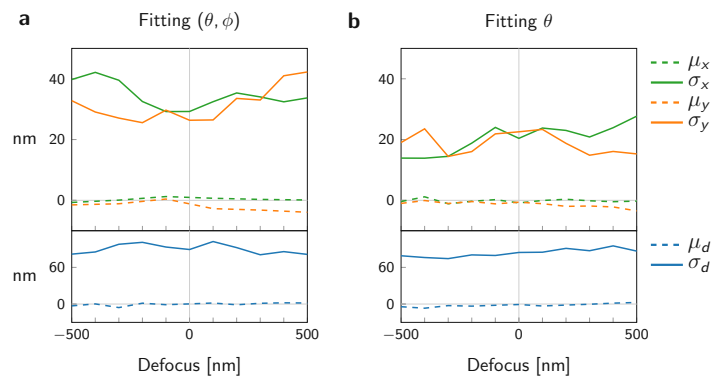 a Fitting (θ, ϕ)
b Fitting θ
40
20
0
nm
60
0
nm
−500 0 500
Defocus [nm]
40
20
0
60
0
−500 0 500
Defocus [nm]
μx
σx
μy
σy
μd
σd